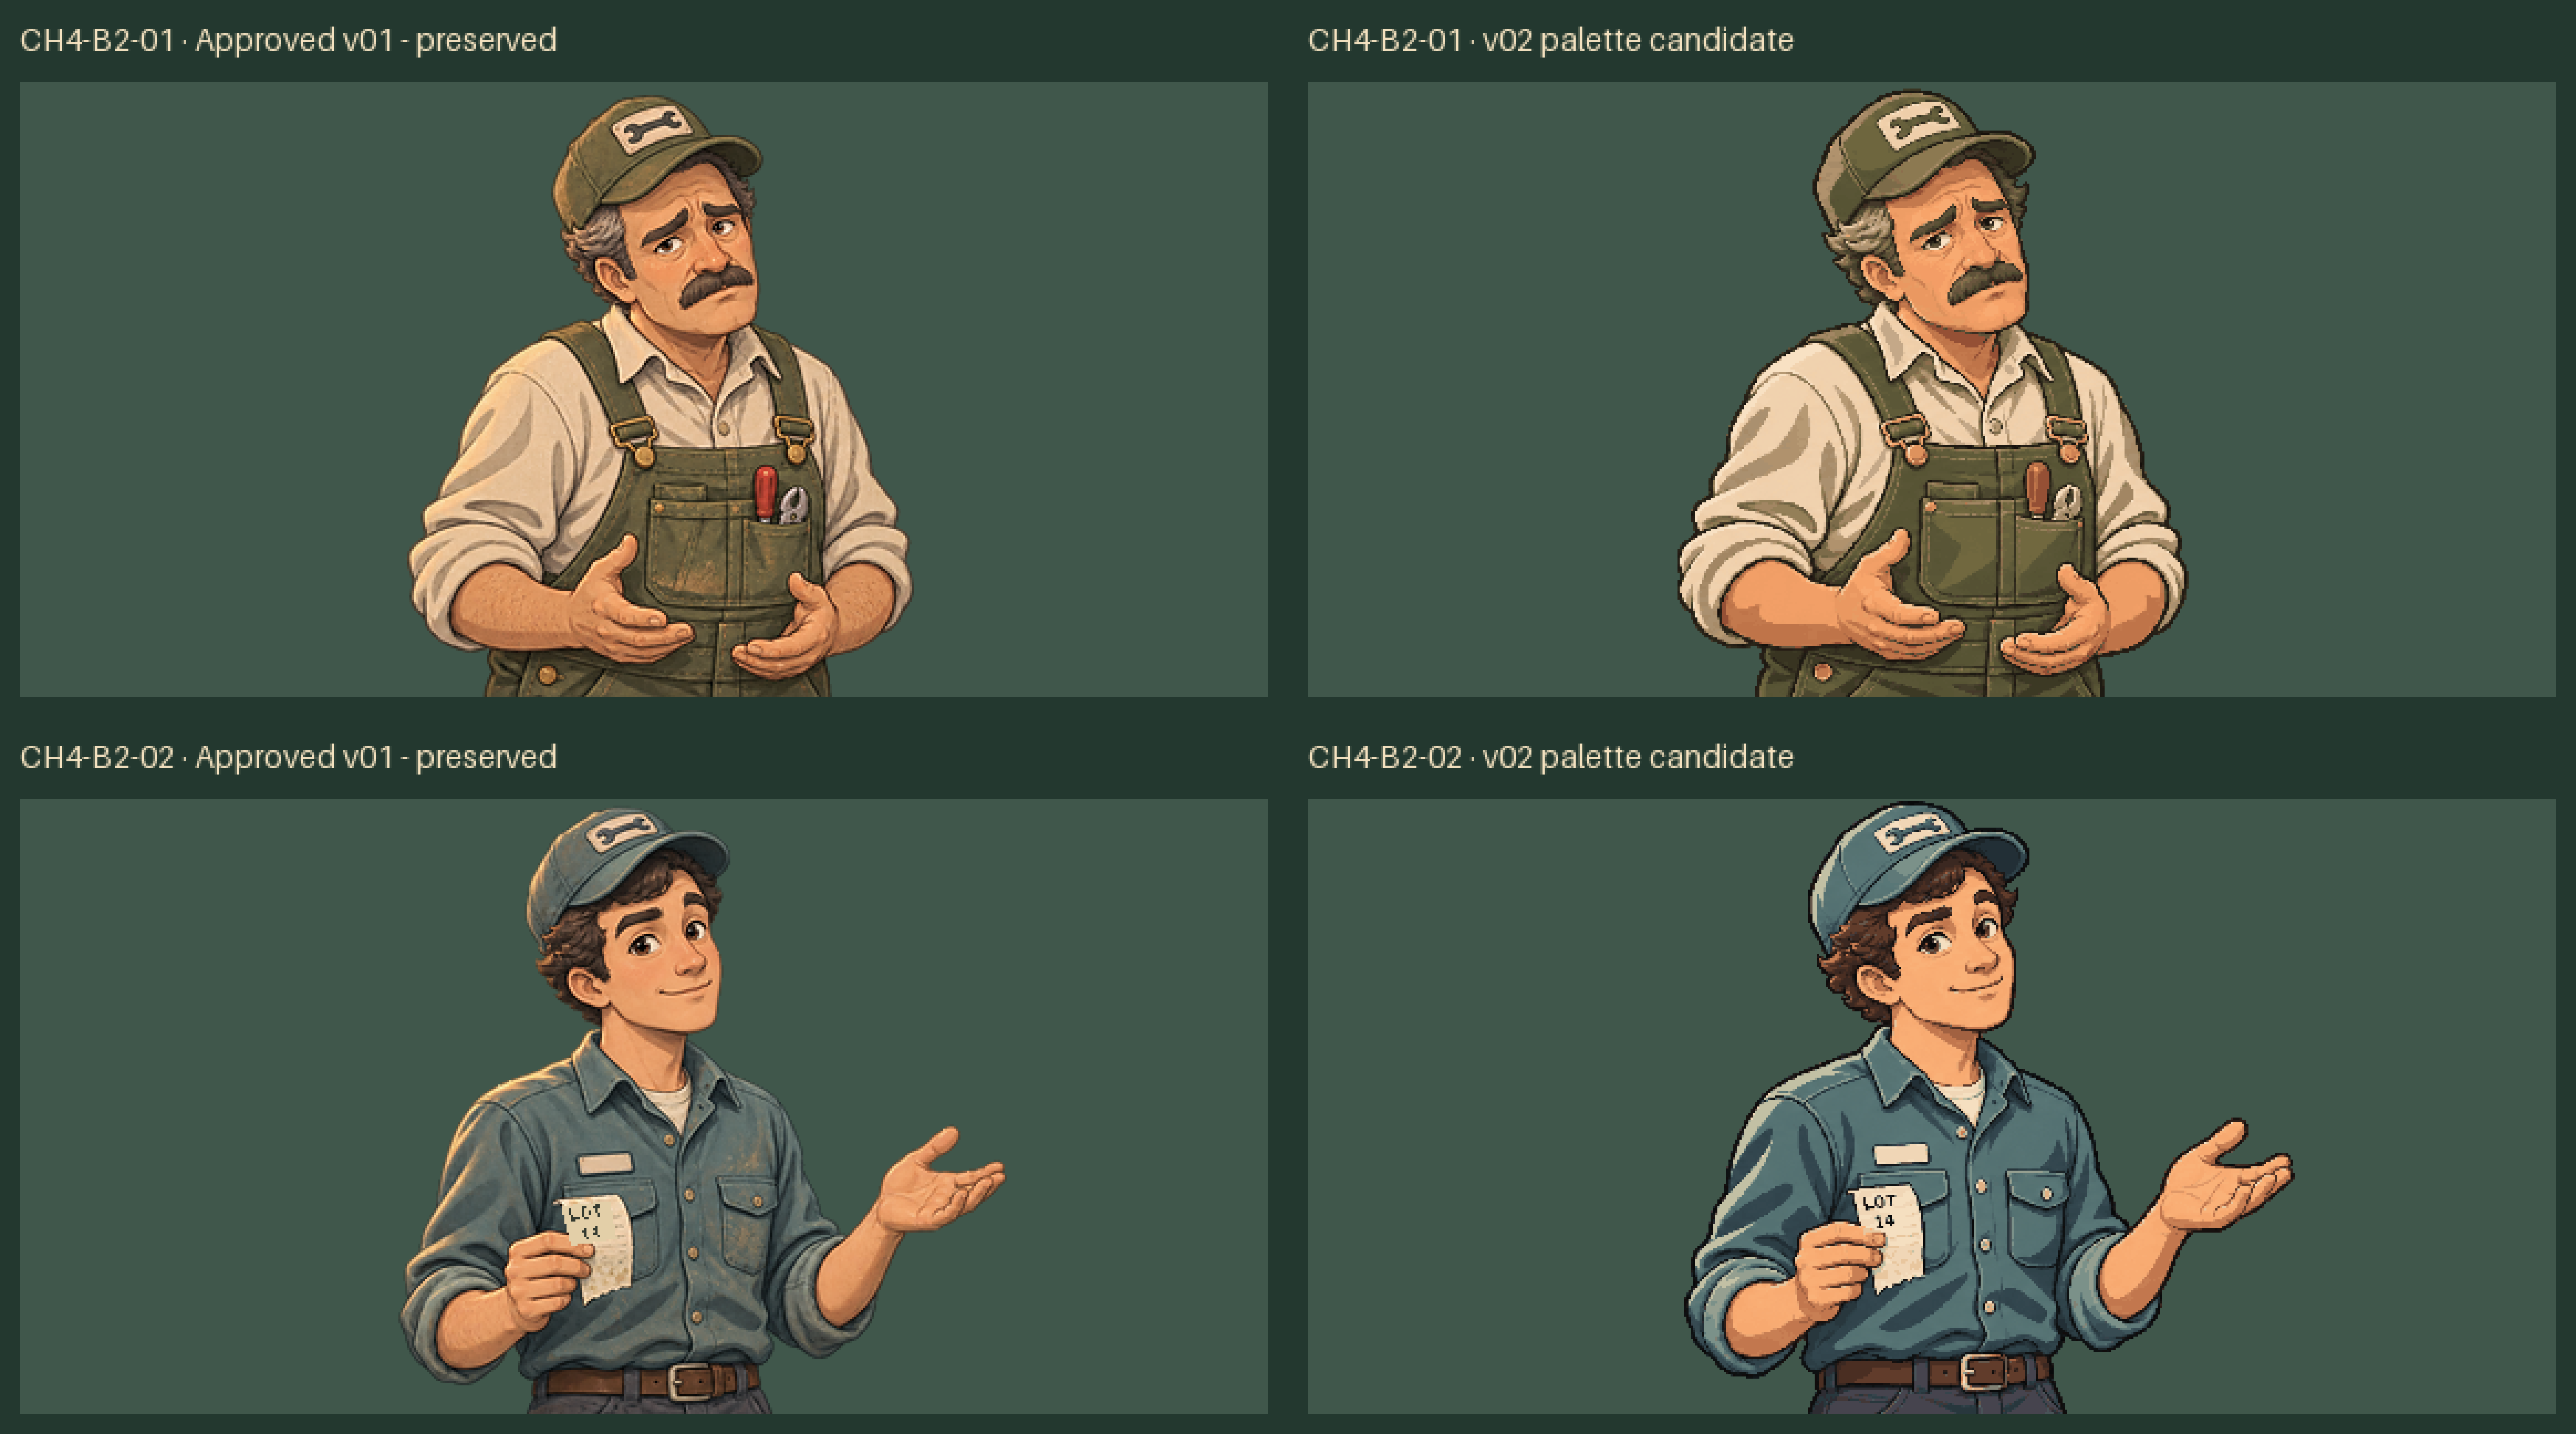 CH4-B2-01 · Approved v01 - preserved
CH4-B2-01 · v02 palette candidate
CH4-B2-02 · Approved v01 - preserved
CH4-B2-02 · v02 palette candidate
LOT
LOT
14